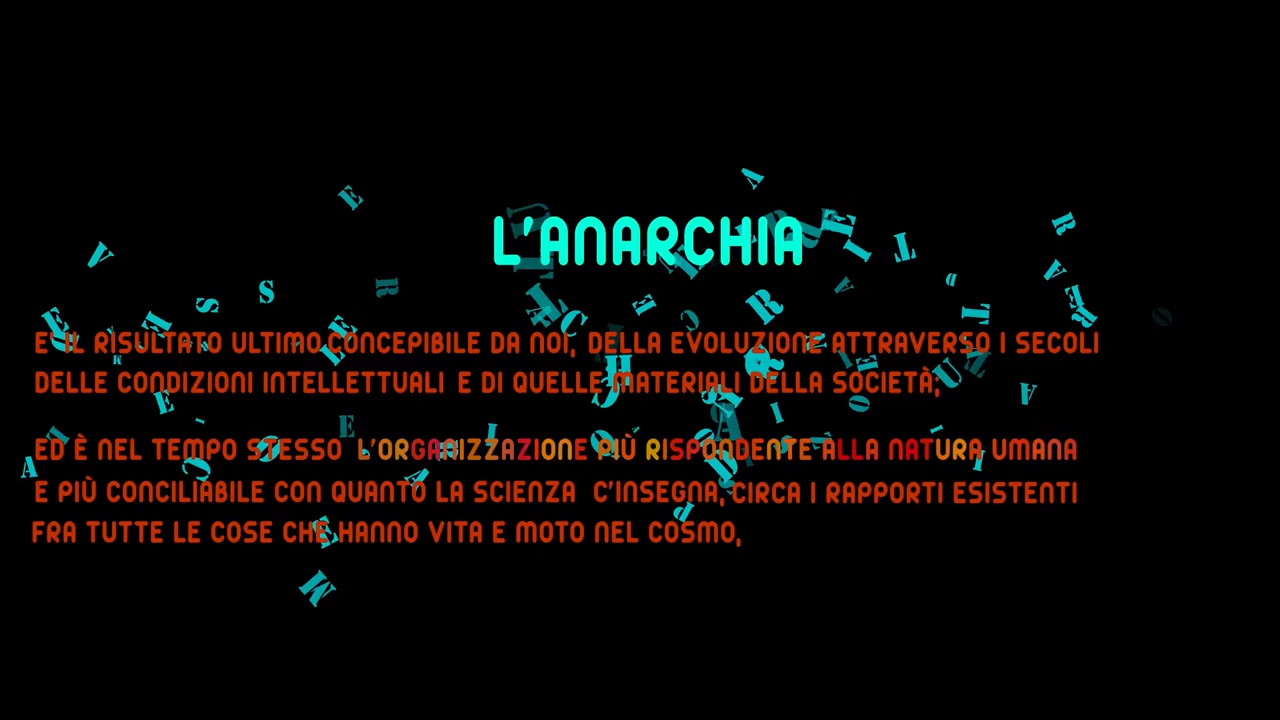 L'ANARCHIA
E' IL RISULTATO ULTIMO CONCEPIBILE DA NOI, DELLA EVOLUZIONE ATTRAVERSO I SECOLI
DELLE CONDIZIONI INTELLETTUALI E DI QUELLE MATERIALI DELLA SOCIETÀ;
ED È NEL TEMPO STESSO L'ORGANIZZAZIONE PIÙ RISPONDENTE ALLA NATURA UMANA
E PIÙ CONCILIABILE CON QUANTO LA SCIENZA C'INSEGNA, CIRCA I RAPPORTI ESISTENTI
FRA TUTTE LE COSE CHE HANNO VITA E MOTO NEL COSMO,